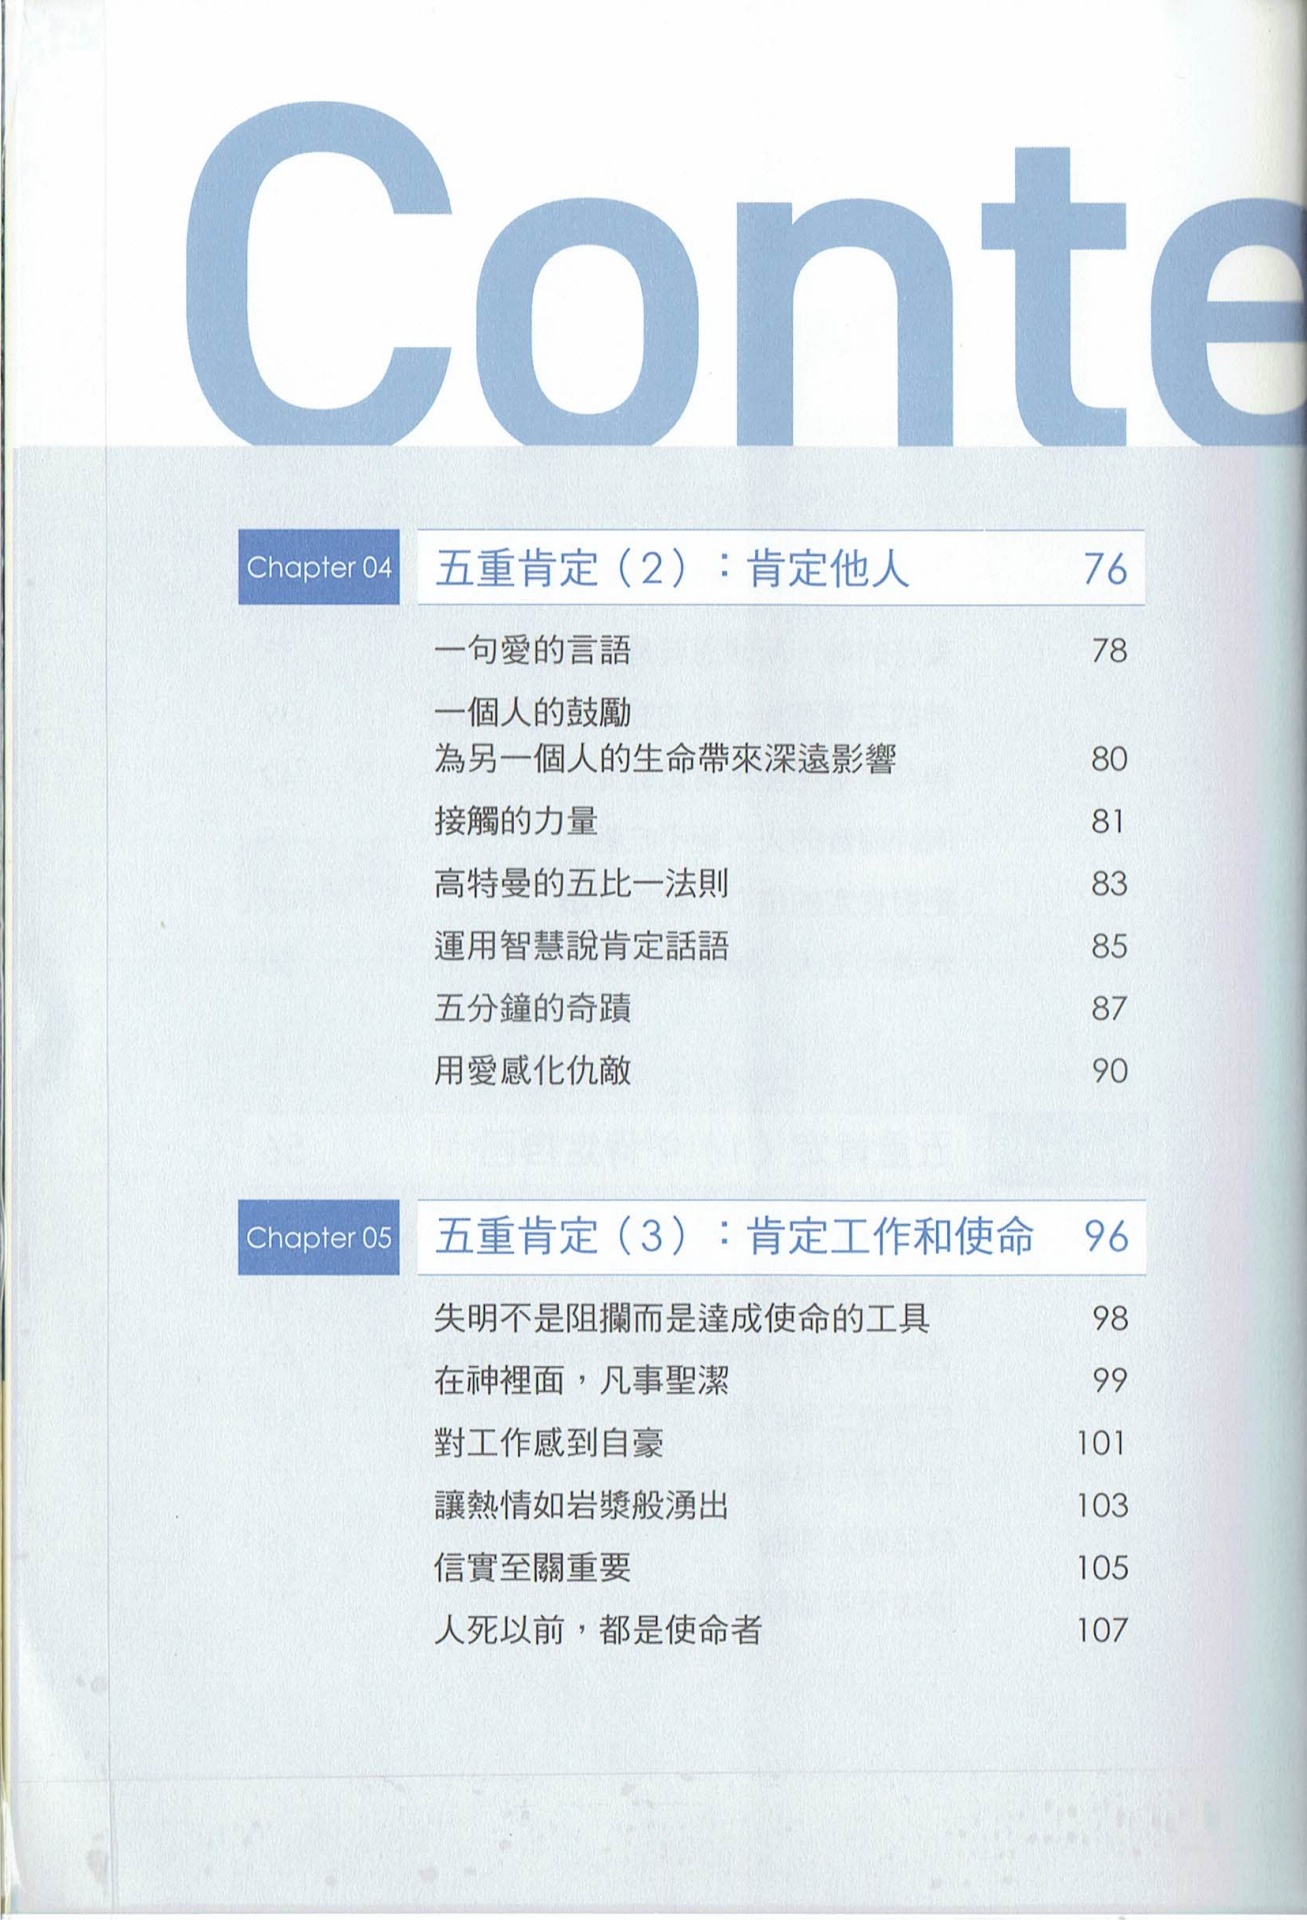 Conte
Chapter 04 五重肯定（2）：肯定他人 76
一句愛的言語 78
一個人的鼓勵
為另一個人的生命帶來深遠影響 80
接觸的力量 81
高特曼的五比一法則 83
運用智慧說肯定話語 85
五分鐘的奇蹟 87
用愛感化仇敵 90
Chapter 05 五重肯定（3）：肯定工作和使命 96
失明不是阻攔而是達成使命的工具 98
在神裡面，凡事聖潔 99
對工作感到自豪 101
讓熱情如岩漿般湧出 103
信實至關重要 105
人死以前，都是使命者 107